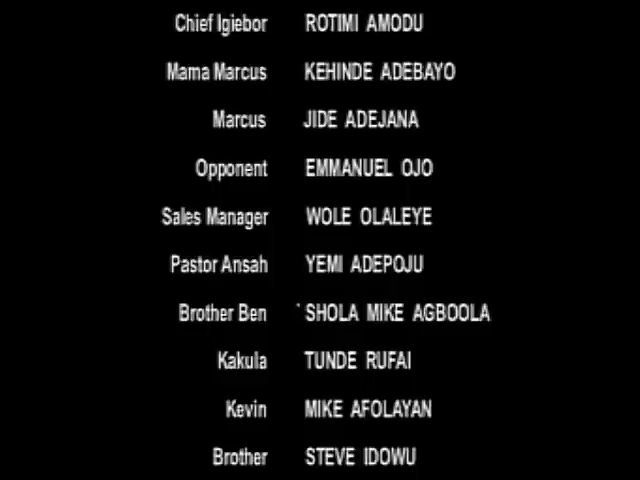 Chief Igiebor ROTIMI AMODU
Mama Marcus KEHINDE ADEBAYO
Marcus JIDE ADEJANA
Opponent EMMANUEL OJO
Sales Manager WOLE OLALEYE
Pastor Ansah YEMI ADEPOJU
Brother Ben `SHOLA MIKE AGBOOLA
Kakula TUNDE RUFAI
Kevin MIKE AFOLAYAN
Brother STEVE IDOWU